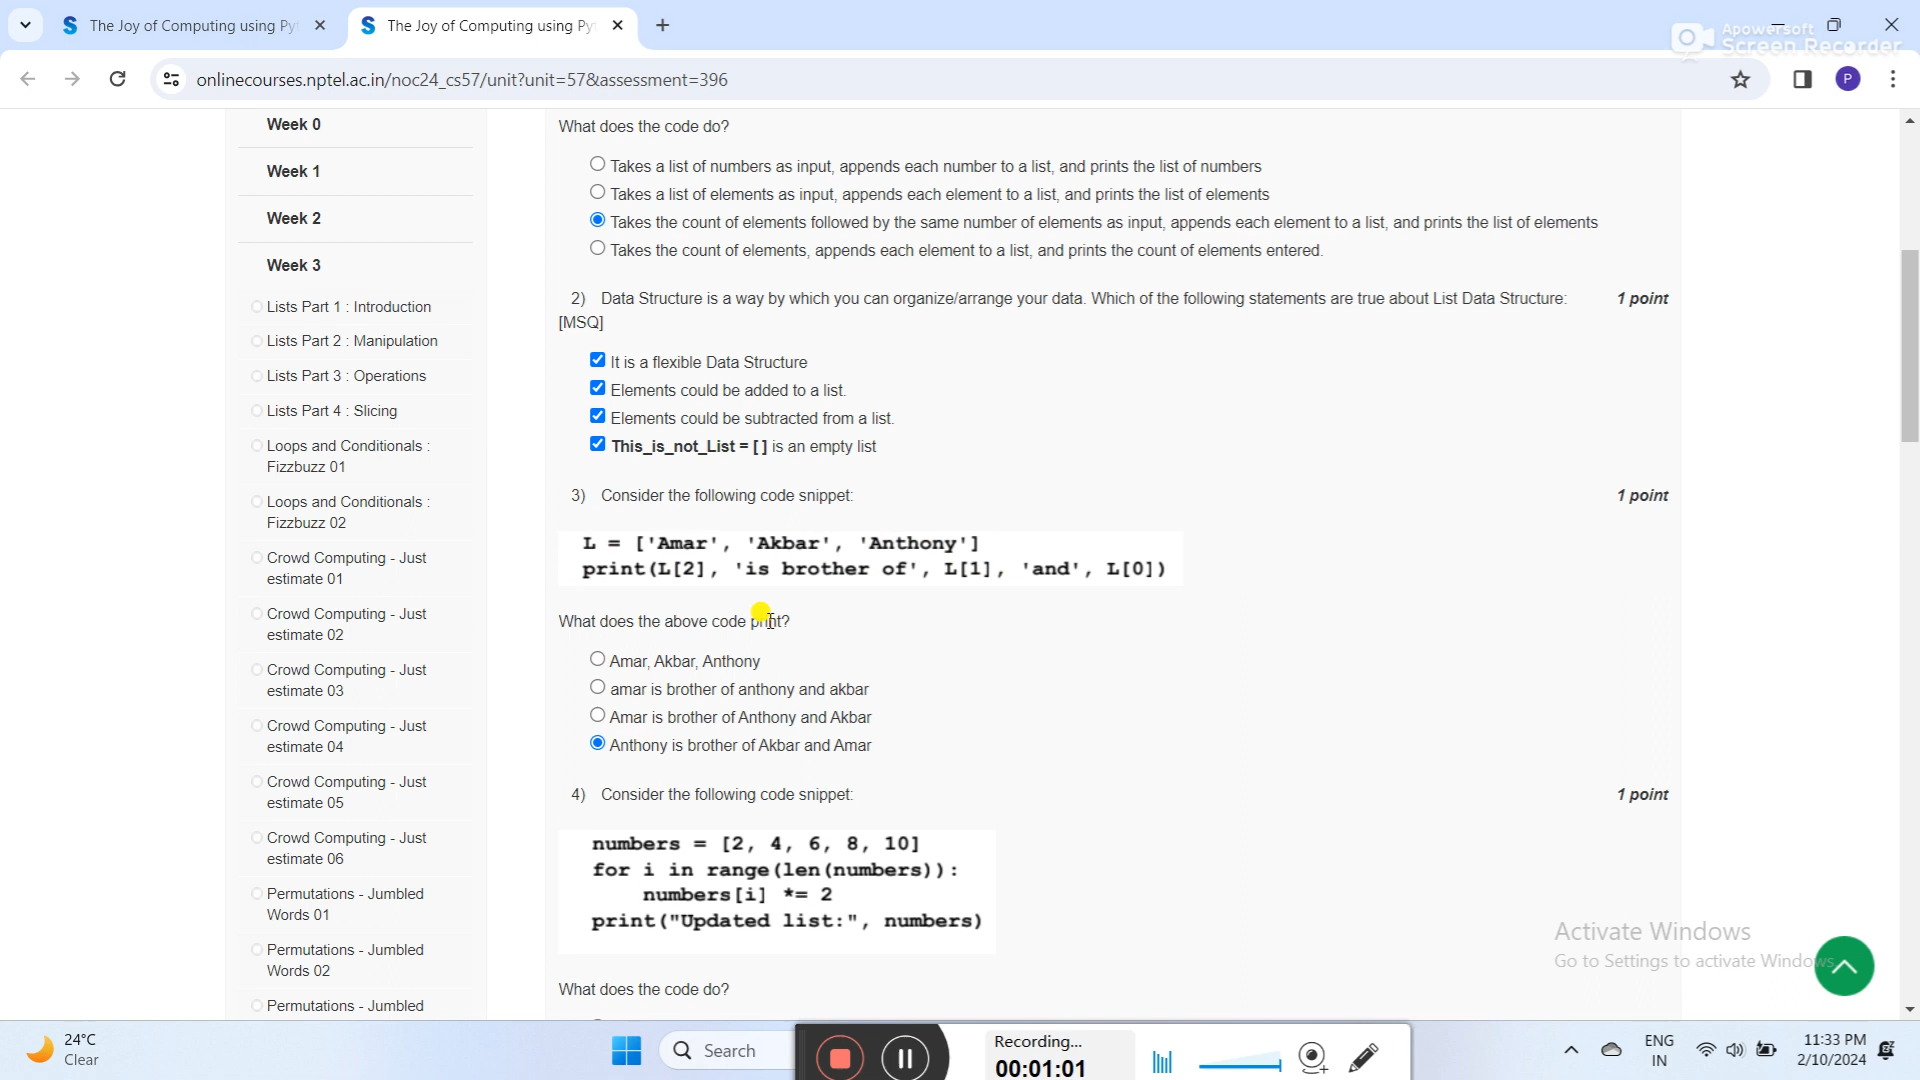 The Joy of Computing using Pyt
The Joy of Computing using Pyt
Apowersoft
Screen Recorder
onlinecourses.nptel.ac.in/noc24_cs57/unit?unit=57&assessment=396
P
Week 0
Week 1
Week 2
Week 3
Lists Part 1 : Introduction
Lists Part 2 : Manipulation
Lists Part 3 : Operations
Lists Part 4 : Slicing
Loops and Conditionals :
Fizzbuzz 01
Loops and Conditionals :
Fizzbuzz 02
Crowd Computing - Just
estimate 01
Crowd Computing - Just
estimate 02
Crowd Computing - Just
estimate 03
Crowd Computing - Just
estimate 04
Crowd Computing - Just
estimate 05
Crowd Computing - Just
estimate 06
Permutations - Jumbled
Words 01
Permutations - Jumbled
Words 02
Permutations - Jumbled
What does the code do?
Takes a list of numbers as input, appends each number to a list, and prints the list of numbers
Takes a list of elements as input, appends each element to a list, and prints the list of elements
Takes the count of elements followed by the same number of elements as input, appends each element to a list, and prints the list of elements
Takes the count of elements, appends each element to a list, and prints the count of elements entered.
2) Data Structure is a way by which you can organize/arrange your data. Which of the following statements are true about List Data Structure: 1 point
[MSQ]
It is a flexible Data Structure
Elements could be added to a list.
Elements could be subtracted from a list.
This_is_not_List = [ ] is an empty list
3) Consider the following code snippet: 1 point
L = ['Amar', 'Akbar', 'Anthony']
print(L[2], 'is brother of', L[1], 'and', L[0])
What does the above code print?
Amar, Akbar, Anthony
amar is brother of anthony and akbar
Amar is brother of Anthony and Akbar
Anthony is brother of Akbar and Amar
4) Consider the following code snippet: 1 point
numbers = [2, 4, 6, 8, 10]
for i in range(len(numbers)):
numbers[i] *= 2
print("Updated list:", numbers)
What does the code do?
Activate Windows
Go to Settings to activate Windows.
24°C
Clear
Search
Recording...
00:01:01
ENG
IN
11:33 PM
2/10/2024